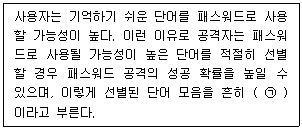 사용자는 기억하기 쉬운 단어를 패스워드로 사용
할 가능성이 높다. 이런 이유로 공격자는 패스워
드로 사용될 가능성이 높은 단어를 적절히 선별
할 경우 패스워드 공격의 성공 확률을 높일 수
있으며, 이렇게 선별된 단어 모음을 흔히 ( ㉠ )
이라고 부른다.